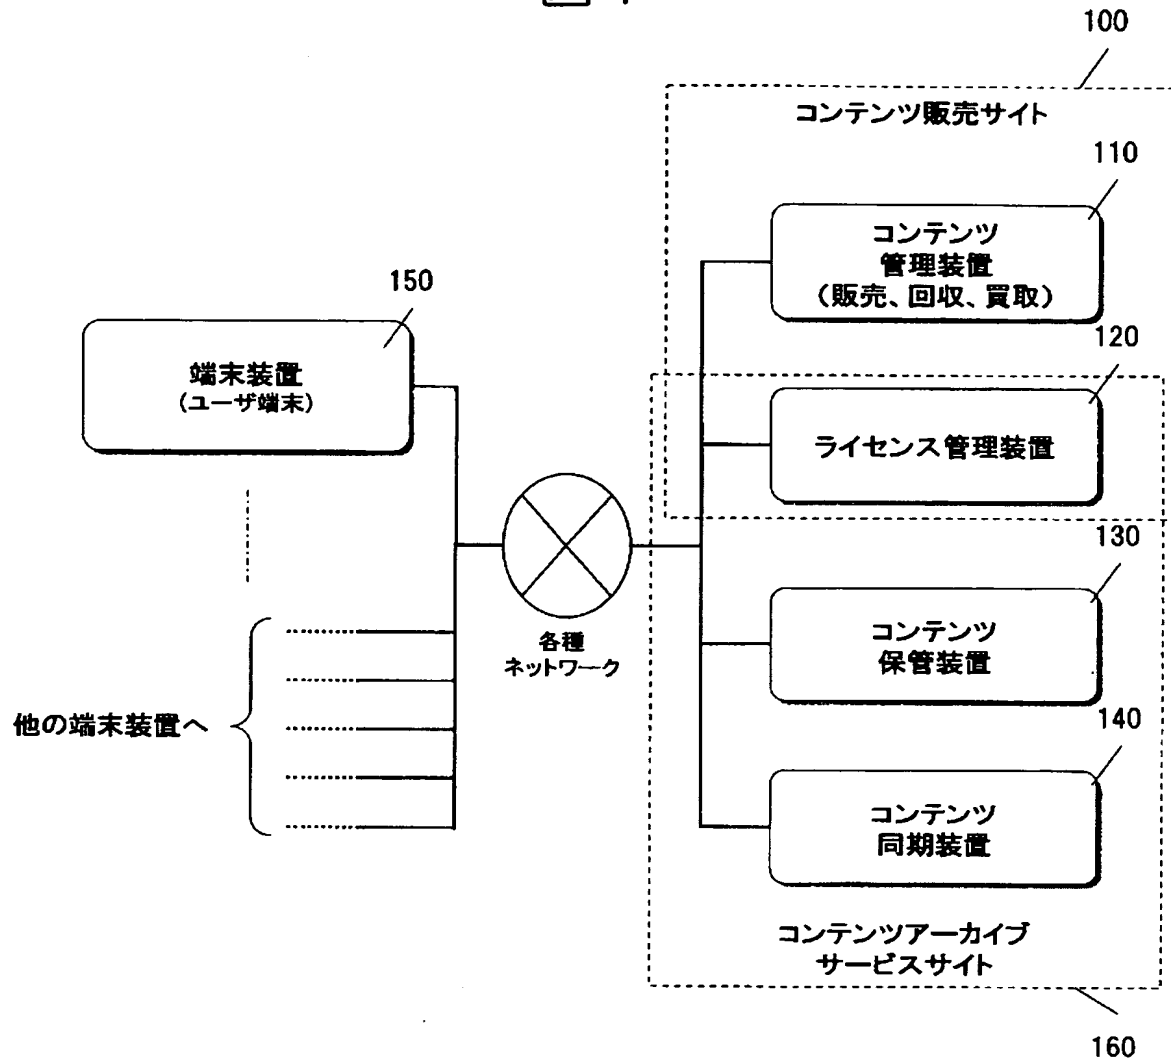 100
コンテンツ販売サイト
110
コンテンツ
管理装置
(販売、回収、買取)
150
端末装置
(ユーザ端末)
120
ライセンス管理装置
130
各種
ネットワーク
コンテンツ
保管装置
他の端末装置へ
140
コンテンツ
同期装置
コンテンツアーカイブ
サービスサイト
160